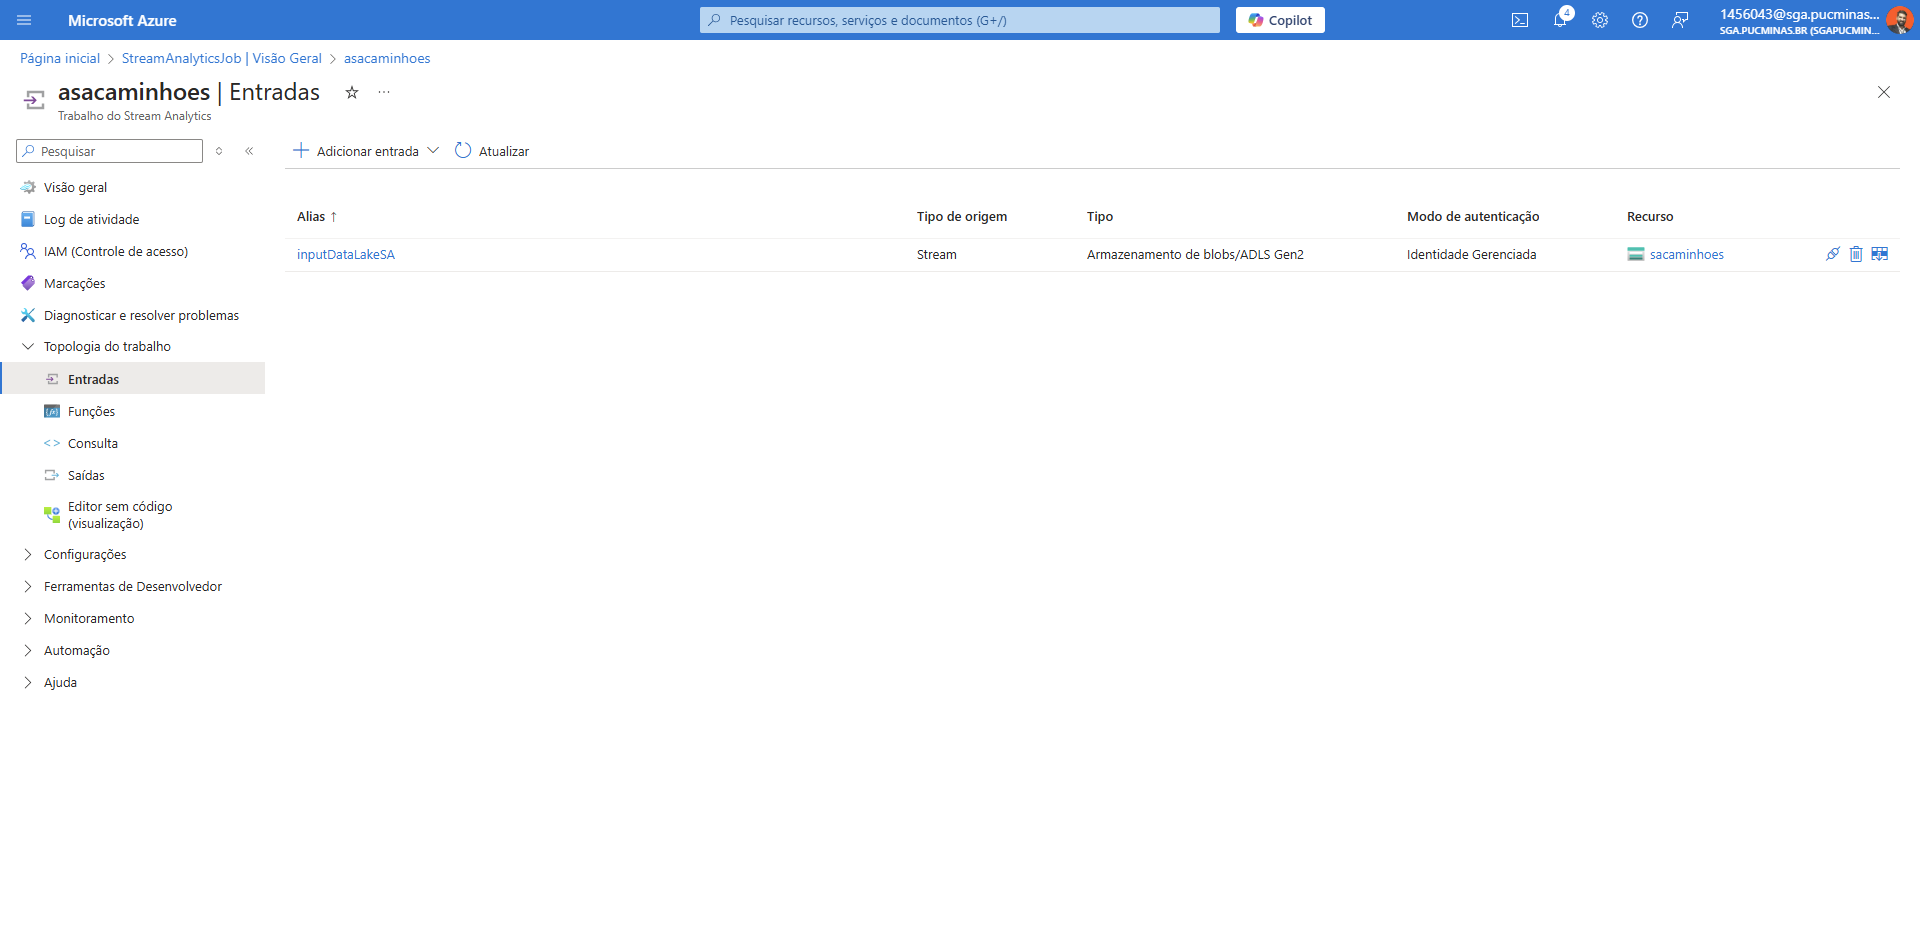 Microsoft Azure
Pesquisar recursos, serviços e documentos (G+/)
Copilot
4
1456043@sga.pucminas...
SGA.PUCMINAS.BR (SGAPUCMIN...
Página inicial > StreamAnalyticsJob | Visão Geral > asacaminhoes
asacaminhoes | Entradas
Trabalho do Stream Analytics
Pesquisar
Adicionar entrada
Atualizar
Visão geral
Log de atividade
IAM (Controle de acesso)
Marcações
Diagnosticar e resolver problemas
Topologia do trabalho
Entradas
Funções
Consulta
Saídas
Editor sem código
(visualização)
Configurações
Ferramentas de Desenvolvedor
Monitoramento
Automação
Ajuda
Alias ↑ Tipo de origem Tipo Modo de autenticação Recurso
inputDataLakeSA Stream Armazenamento de blobs/ADLS Gen2 Identidade Gerenciada sacaminhoes